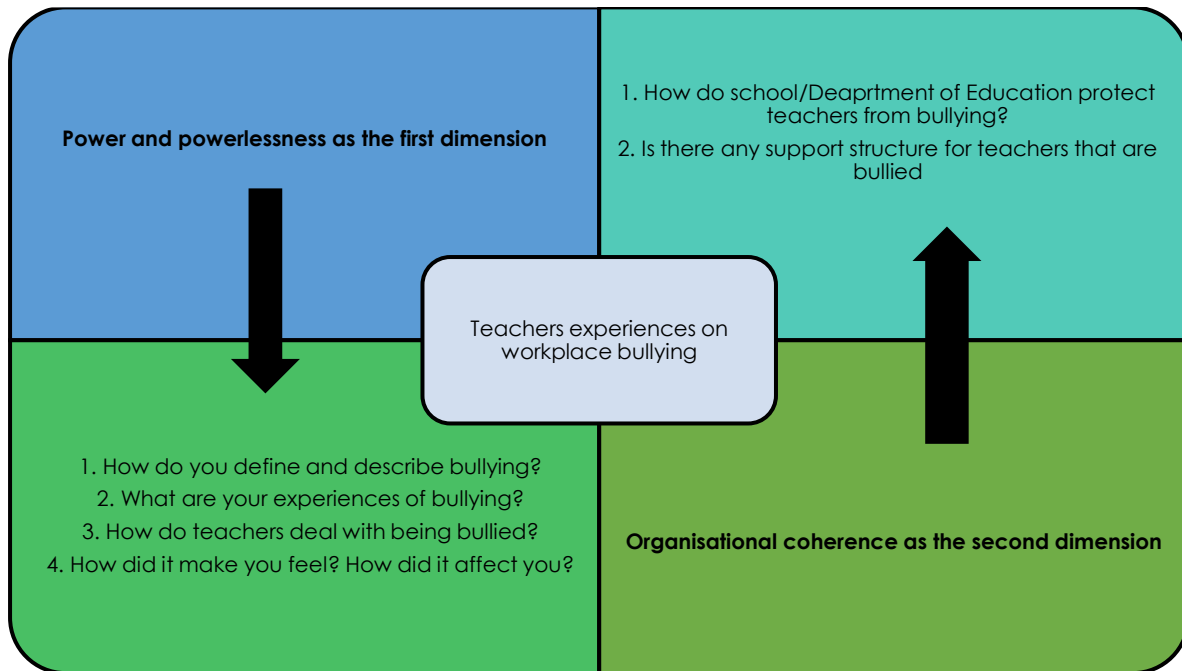 Power and powerlessness as the first dimension
1. How do school/Deaprtment of Education protect
teachers from bullying?
2. Is there any support structure for teachers that are
bullied
Teachers experiences on
workplace bullying
1. How do you define and describe bullying?
2. What are your experiences of bullying?
3. How do teachers deal with being bullied?
4. How did it make you feel? How did it affect you?
Organisational coherence as the second dimension